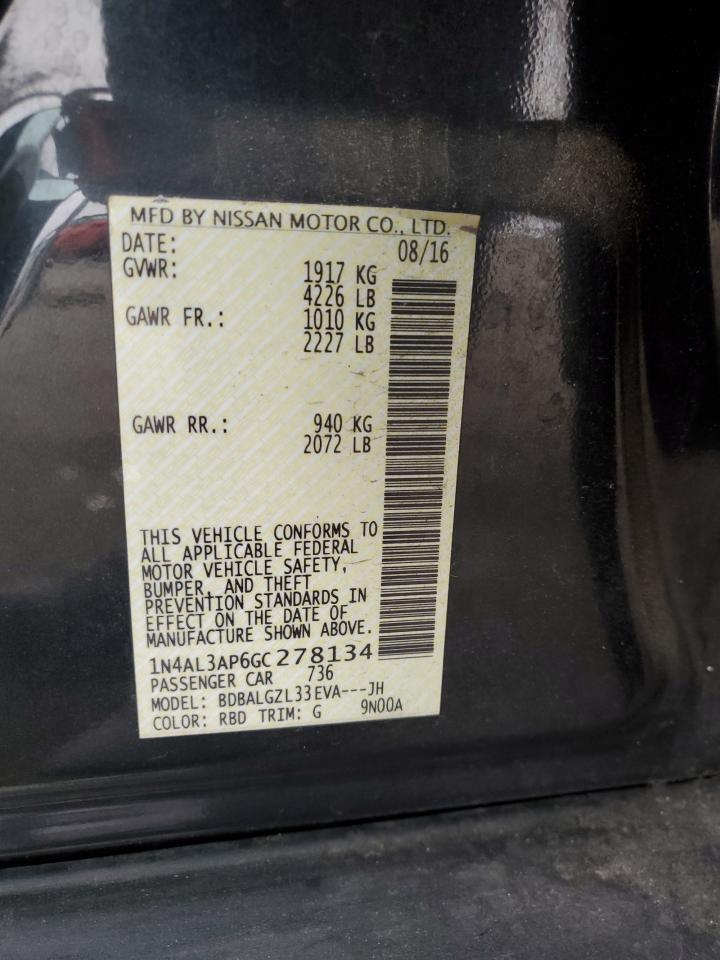 MFD BY NISSAN MOTOR CO., LTD.
DATE: 08/16
GVWR: 1917 KG
4226 LB
GAWR FR.: 1010 KG
2227 LB
GAWR RR.: 940 KG
2072 LB
THIS VEHICLE CONFORMS TO
ALL APPLICABLE FEDERAL
MOTOR VEHICLE SAFETY,
BUMPER, AND THEFT
PREVENTION STANDARDS IN
EFFECT ON THE DATE OF
MANUFACTURE SHOWN ABOVE.
1N4AL3AP6GC278134
PASSENGER CAR 736
MODEL: BDBALGZL33EVA---JH
COLOR: RBD TRIM: G 9N00A